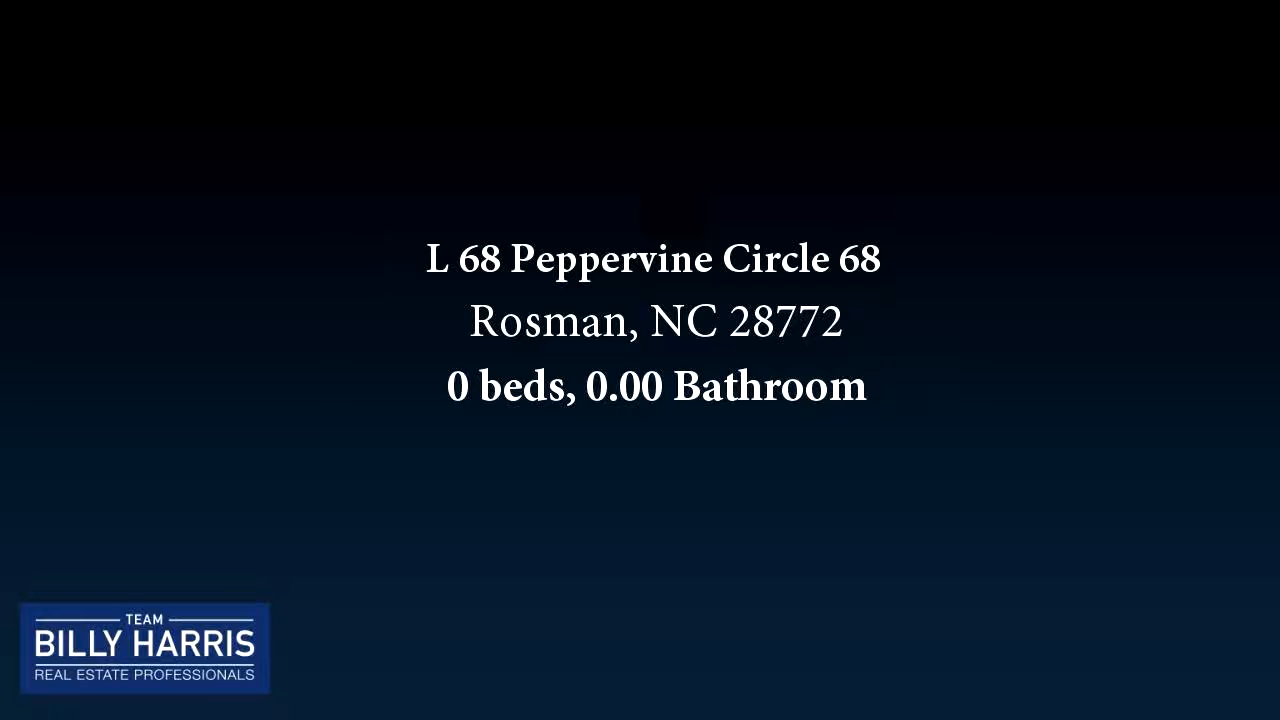 L 68 Peppervine Circle 68
Rosman, NC 28772
0 beds, 0.00 Bathroom
TEAM
BILLY HARRIS
REAL ESTATE PROFESSIONALS